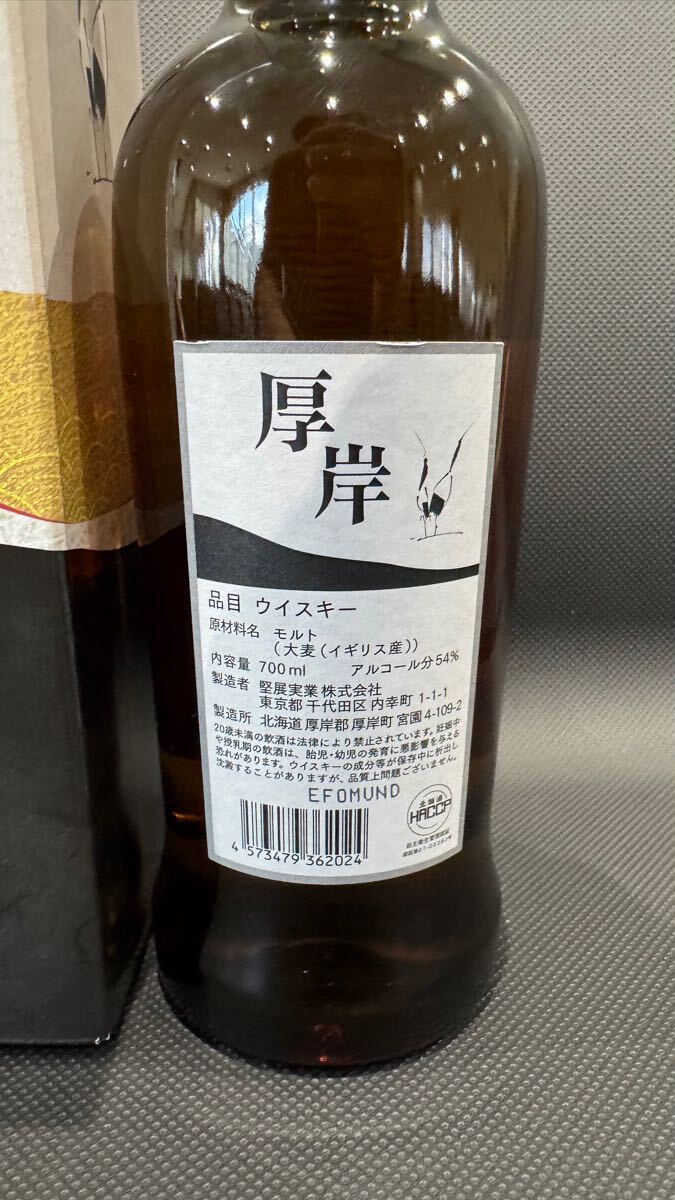 厚岸
品目 ウイスキー
原材料名 モルト
(大麦(イギリス産))
内容量 700ml アルコール分54%
製造者 堅展実業株式会社
東京都千代田区内幸町 1-1-1
製造所 北海道厚岸郡厚岸町宮園 4-109-2
20歳未満の飲酒は法律により禁止されています。妊娠中
や授乳期の飲酒は、胎児・幼児の発育に悪影響を与える
恐れがあります。ウイスキーの成分等が保存中に析出し
沈澱することがありますが、品質上問題ございません。
EFOMUND
4 573479 362024
北海道
HACCP